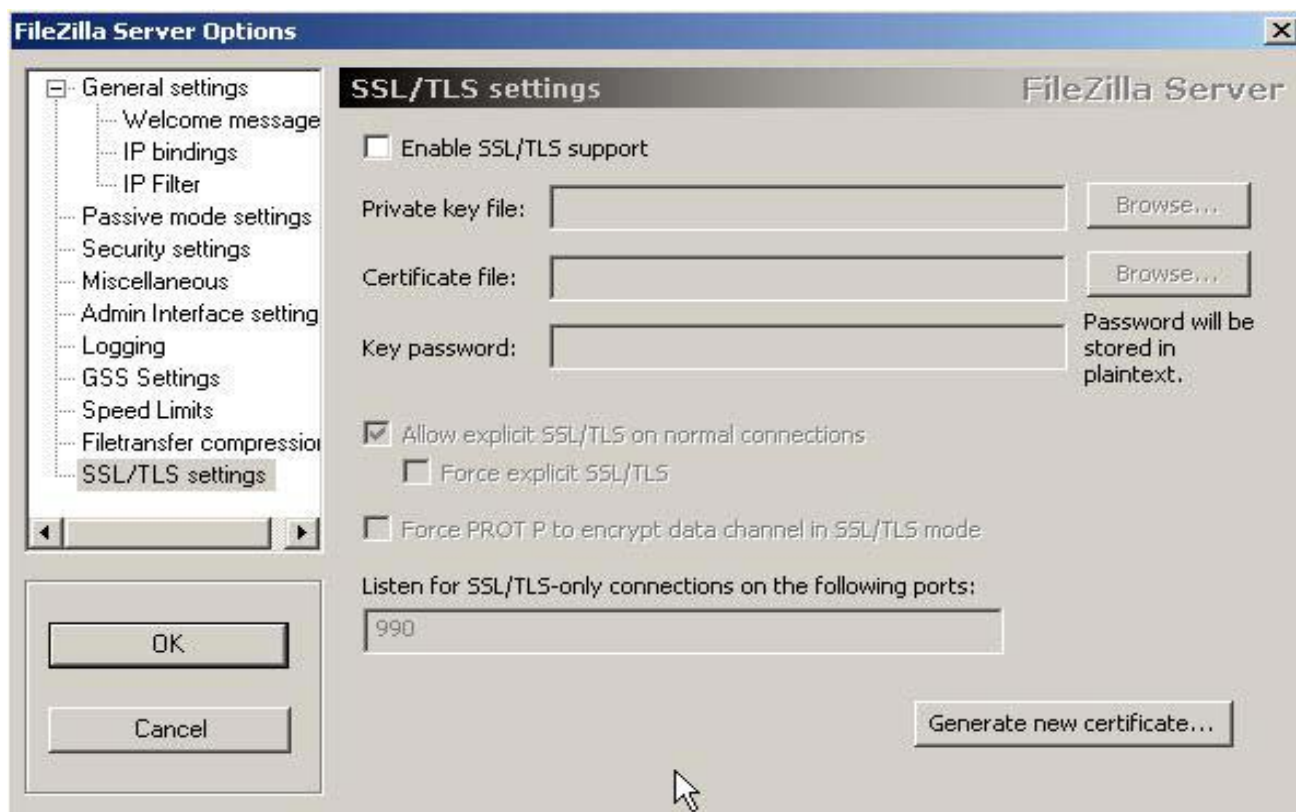 FileZilla Server Options
General settings
Welcome message
IP bindings
IP Filter
Passive mode settings
Security settings
Miscellaneous
Admin Interface setting
Logging
GSS Settings
Speed Limits
Filetransfer compression
SSL/TLS settings
OK
Cancel
SSL/TLS settings FileZilla Server
Enable SSL/TLS support
Private key file: Browse...
Certificate file: Browse...
Key password:
Password will be
stored in
plaintext.
Allow explicit SSL/TLS on normal connections
Force explicit SSL/TLS
Force PROT P to encrypt data channel in SSL/TLS mode
Listen for SSL/TLS-only connections on the following ports:
990
Generate new certificate...